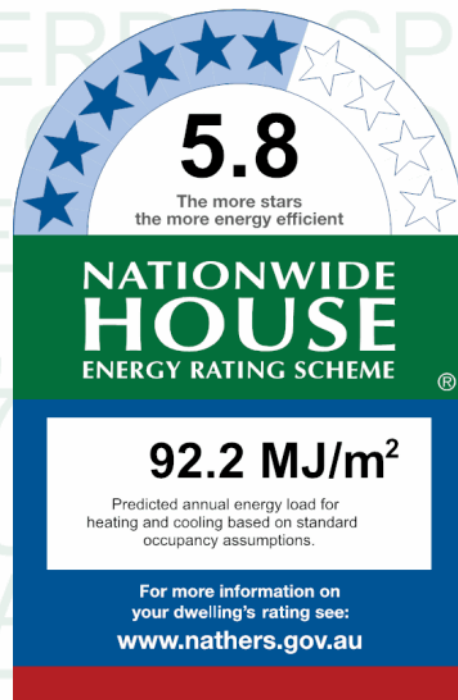 5.8
The more stars
the more energy efficient
NATIONWIDE
HOUSE
ENERGY RATING SCHEME
®
92.2 MJ/m²
Predicted annual energy load for
heating and cooling based on standard
occupancy assumptions.
For more information on
your dwelling's rating see:
www.nathers.gov.au